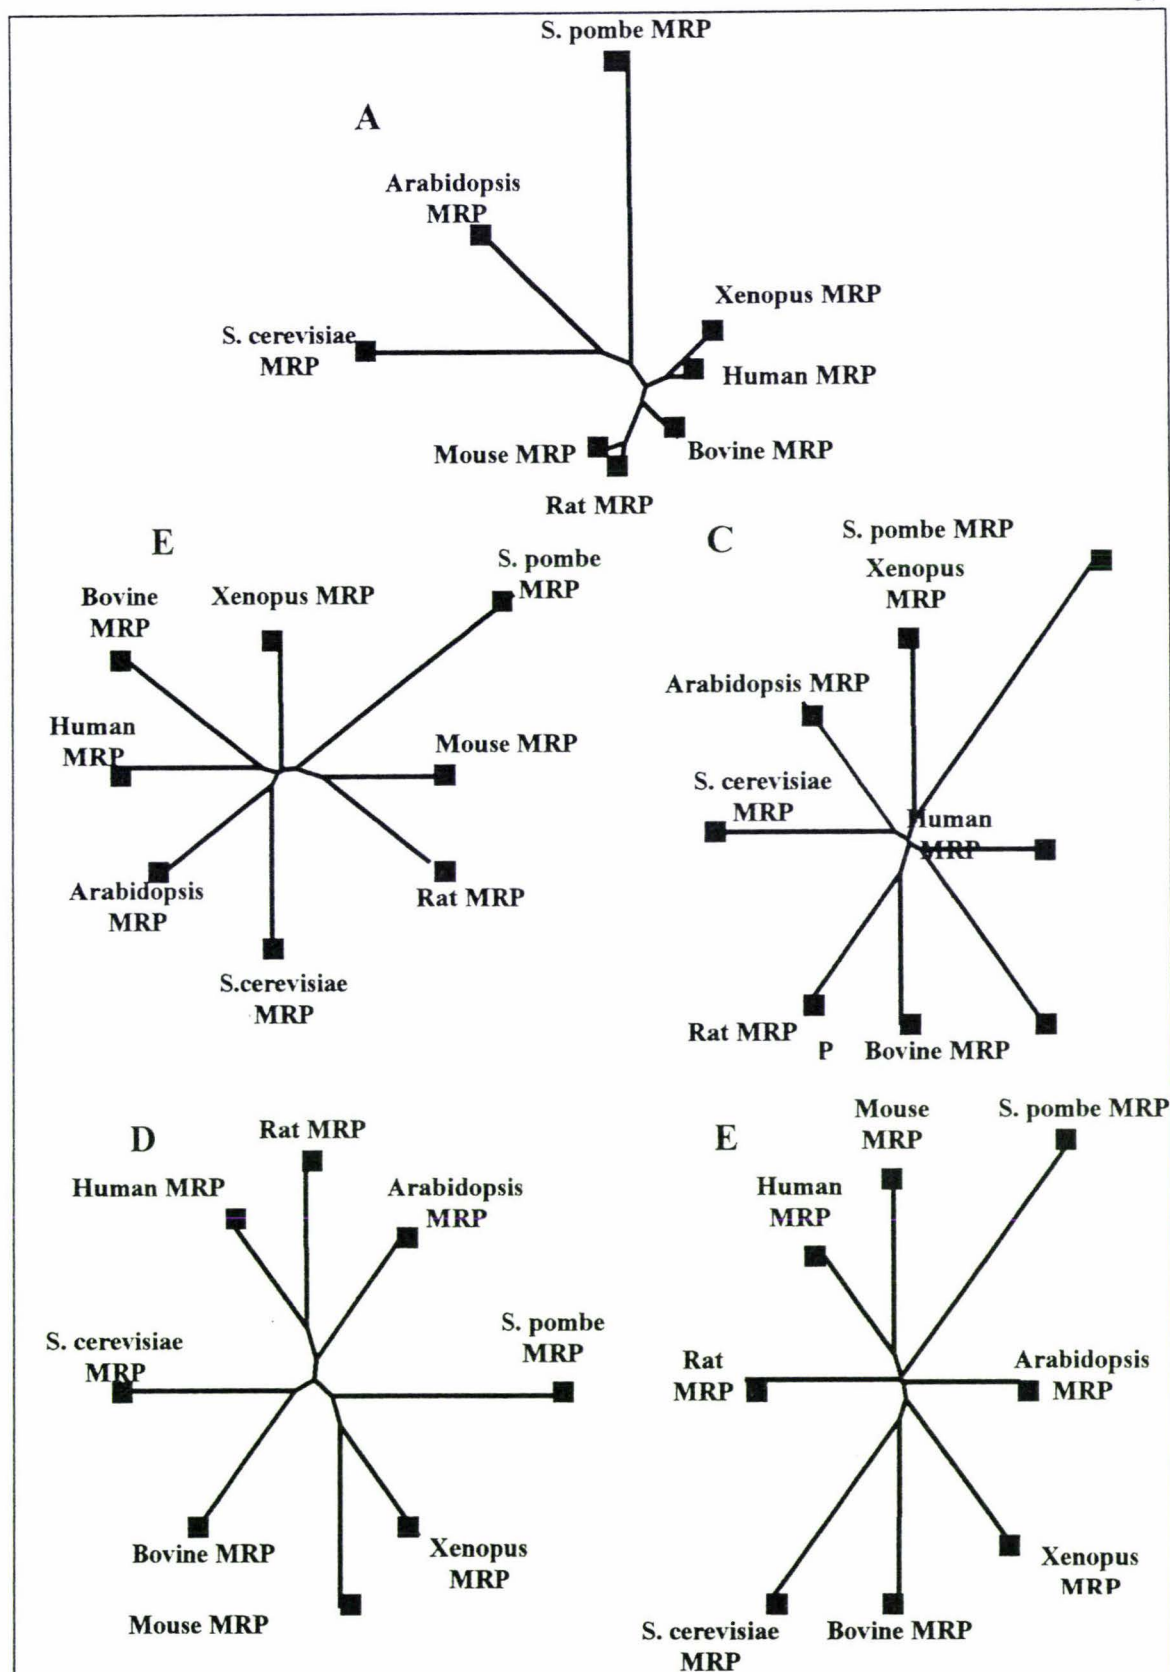 S. pombe MRP
A
Arabidopsis
MRP
Xenopus MRP
S. cerevisiae
MRP
Human MRP
Mouse MRP
Bovine MRP
Rat MRP
E
Bovine
MRP
Xenopus MRP
S. pombe
MRP
Human
MRP
Mouse MRP
Arabidopsis
MRP
Rat MRP
S.cerevisiae
MRP
C
S. pombe MRP
Xenopus
MRP
Arabidopsis MRP
S. cerevisiae
MRP
Human
MRP
Rat MRP
P
Bovine MRP
D
Rat MRP
Human MRP
Arabidopsis
MRP
S. cerevisiae
MRP
S. pombe
MRP
Bovine MRP
Xenopus
MRP
Mouse MRP
E
Mouse
MRP
S. pombe MRP
Human
MRP
Rat
MRP
Arabidopsis
MRP
Xenopus
MRP
S. cerevisiae
MRP
Bovine MRP